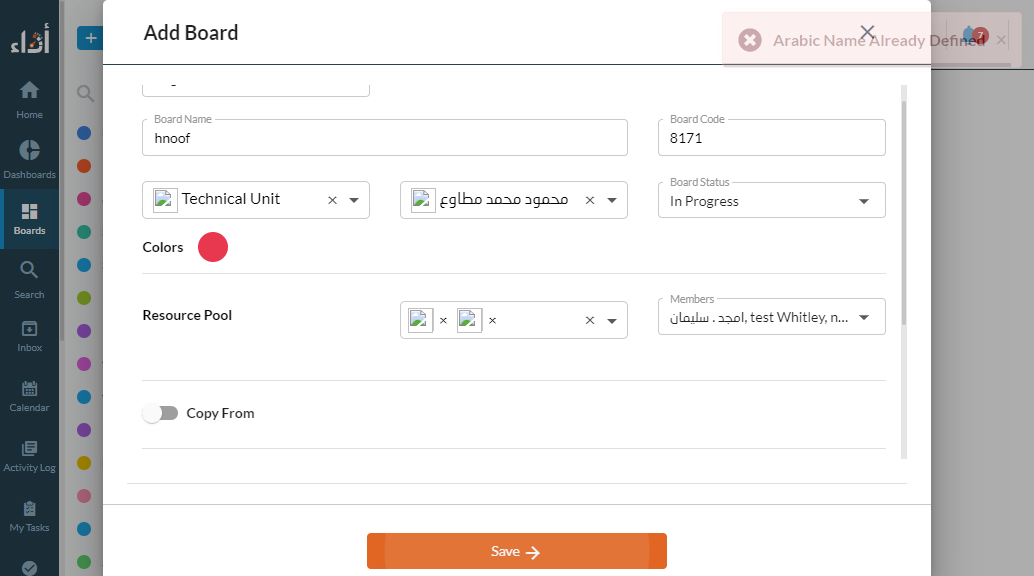 أداء
Add Board
Arabic Name Already Defined
7
Board Name
hnoof
Board Code
8171
Technical Unit
محمود محمد مطاوع
Board Status
In Progress
Colors
Resource Pool
Members
امجد . سليمان, test Whitley, n...
Copy From
Save
Home
Dashboards
Boards
Search
Inbox
Calendar
Activity Log
My Tasks